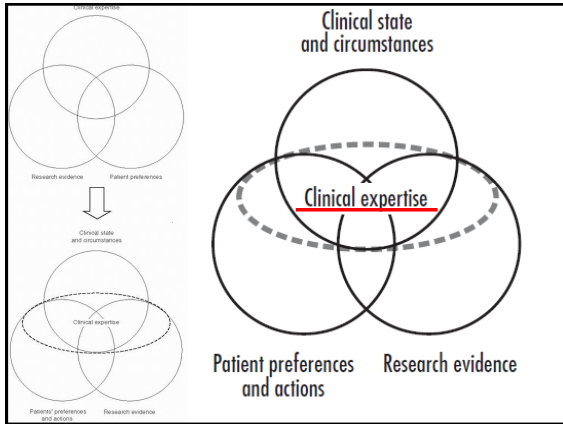 Clinical expertise
Research evidence
Patient preferences
Clinical state
and circumstances
Clinical expertise
Patients' preferences
and actions
Research evidence
Clinical state
and circumstances
Clinical expertise
Patient preferences
and actions
Research evidence